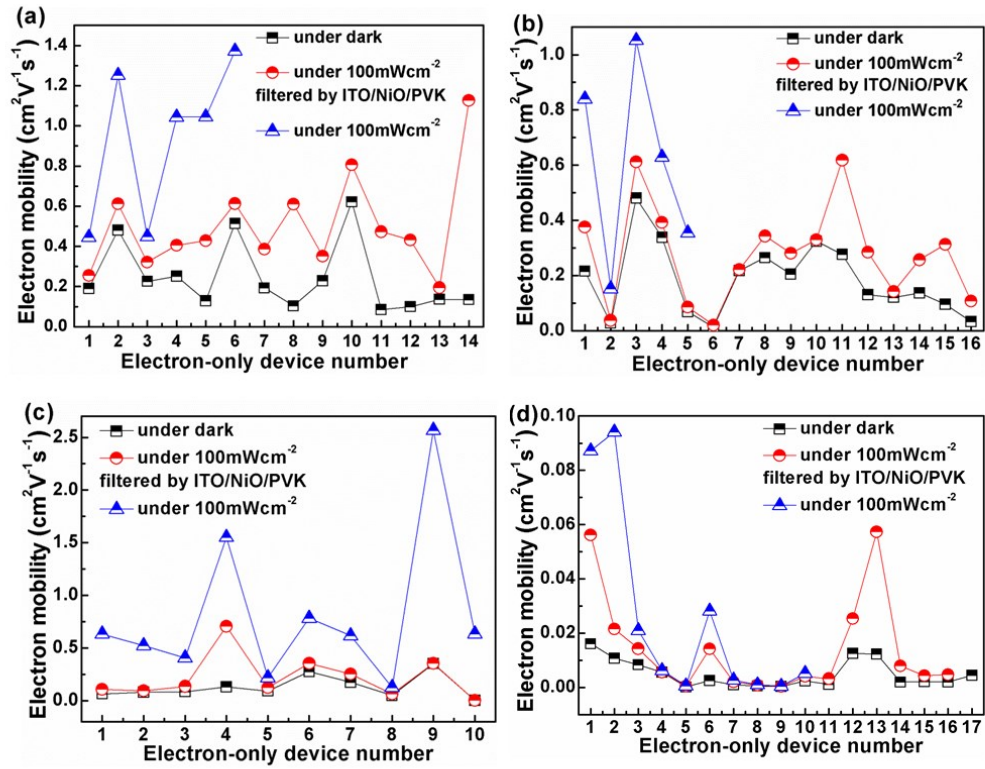 (a)
under dark
under 100mWcm-2
filtered by ITO/NiO/PVK
under 100mWcm-2
Electron mobility (cm2V-1s-1)
1.4
1.2
1.0
0.8
0.6
0.4
0.2
0.0
1 2 3 4 5 6 7 8 9 10 11 12 13 14
Electron-only device number
(b)
under dark
under 100mWcm-2
filtered by ITO/NiO/PVK
under 100mWcm-2
Electron mobility (cm2V-1s-1)
1.0
0.8
0.6
0.4
0.2
0.0
1 2 3 4 5 6 7 8 9 10 11 12 13 14 15 16
Electron-only device number
(c)
under dark
under 100mWcm-2
filtered by ITO/NiO/PVK
under 100mWcm-2
Electron mobility (cm2V-1s-1)
2.5
2.0
1.5
1.0
0.5
0.0
1 2 3 4 5 6 7 8 9 10
Electron-only device number
(d)
under dark
under 100mWcm-2
filtered by ITO/NiO/PVK
under 100mWcm-2
Electron mobility (cm2V-1s-1)
0.10
0.08
0.06
0.04
0.02
0.00
1 2 3 4 5 6 7 8 9 10 11 12 13 14 15 16 17
Electron-only device number